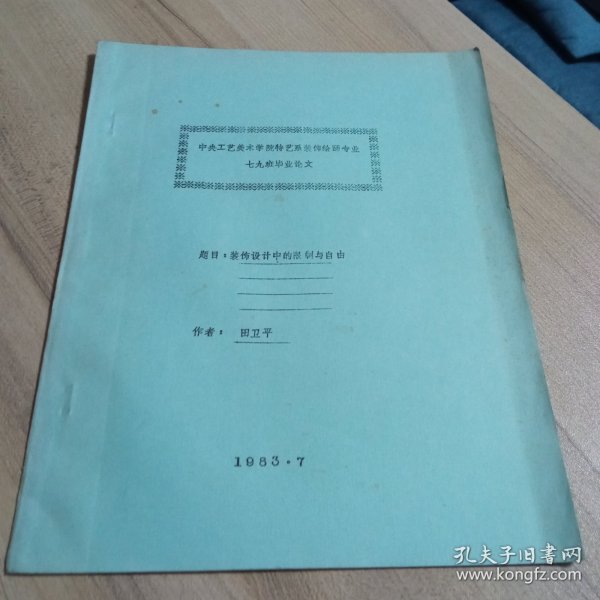 中央工艺美术学院特艺系装饰绘画专业
七九班毕业论文
题目：装饰设计中的限制与自由
作者：田卫平
1983.7
孔夫子旧书网
www.kongfz.com